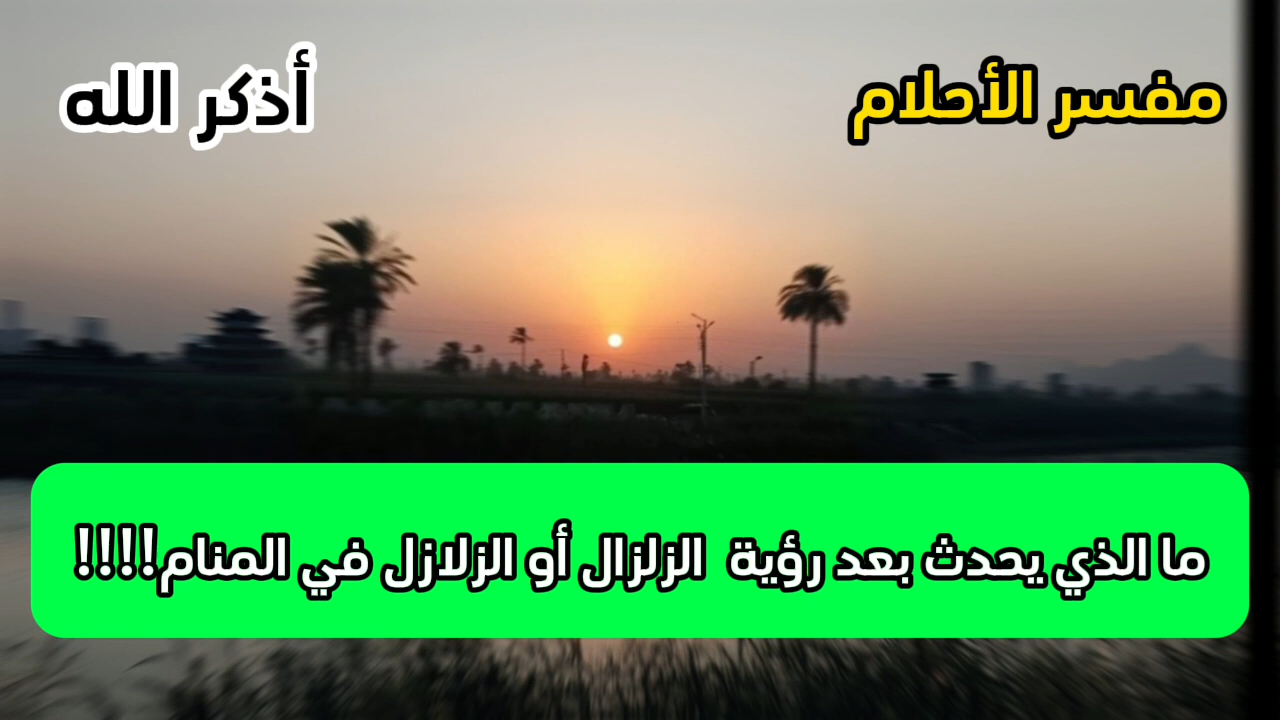 مفسر الأحلام
أذكر الله
ما الذي يحدث بعد رؤية الزلزال أو الزلازل في المنام!!!!